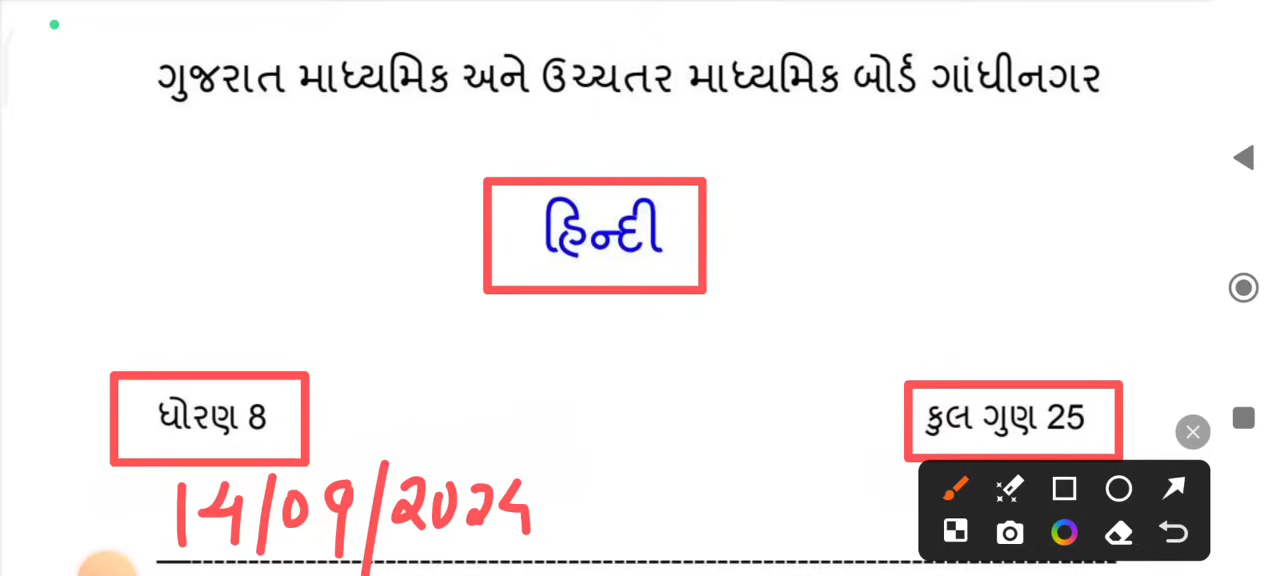 ગુજરાત માધ્યમિક અને ઉચ્ચતર માધ્યમિક બોર્ડ ગાંધીનગર
હિન્દી
ધોરણ 8
કુલ ગુણ 25
14/09/2024